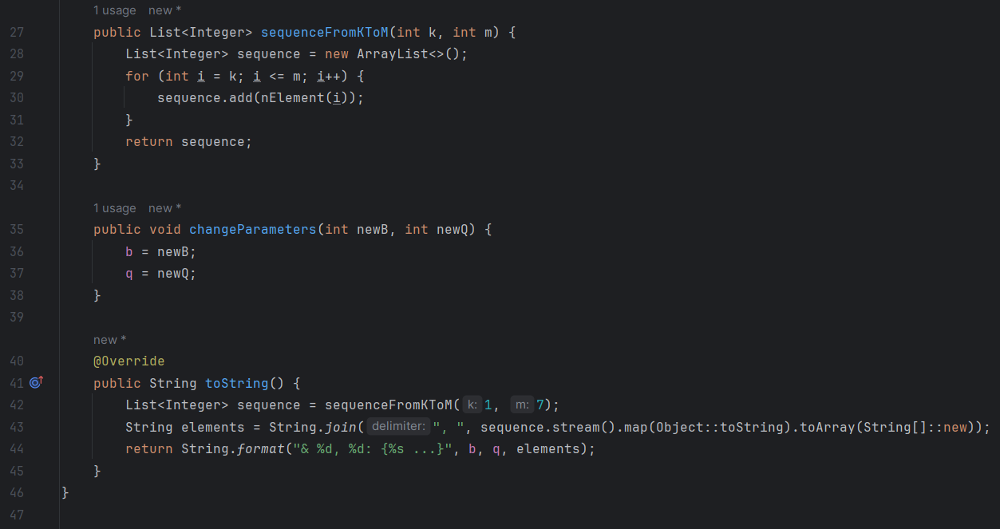 1 usage new *
27 public List<Integer> sequenceFromKToM(int k, int m) {
28 List<Integer> sequence = new ArrayList<>();
29 for (int i = k; i <= m; i++) {
30 sequence.add(nElement(i));
31 }
32 return sequence;
33 }
34
1 usage new *
35 public void changeParameters(int newB, int newQ) {
36 b = newB;
37 q = newQ;
38 }
39
new *
40 @Override
41 public String toString() {
42 List<Integer> sequence = sequenceFromKToM( k: 1, m: 7);
43 String elements = String.join( delimiter: ", ", sequence.stream().map(Object::toString).toArray(String[]::new));
44 return String.format("& %d, %d: {%s ...}", b, q, elements);
45 }
46 }
47